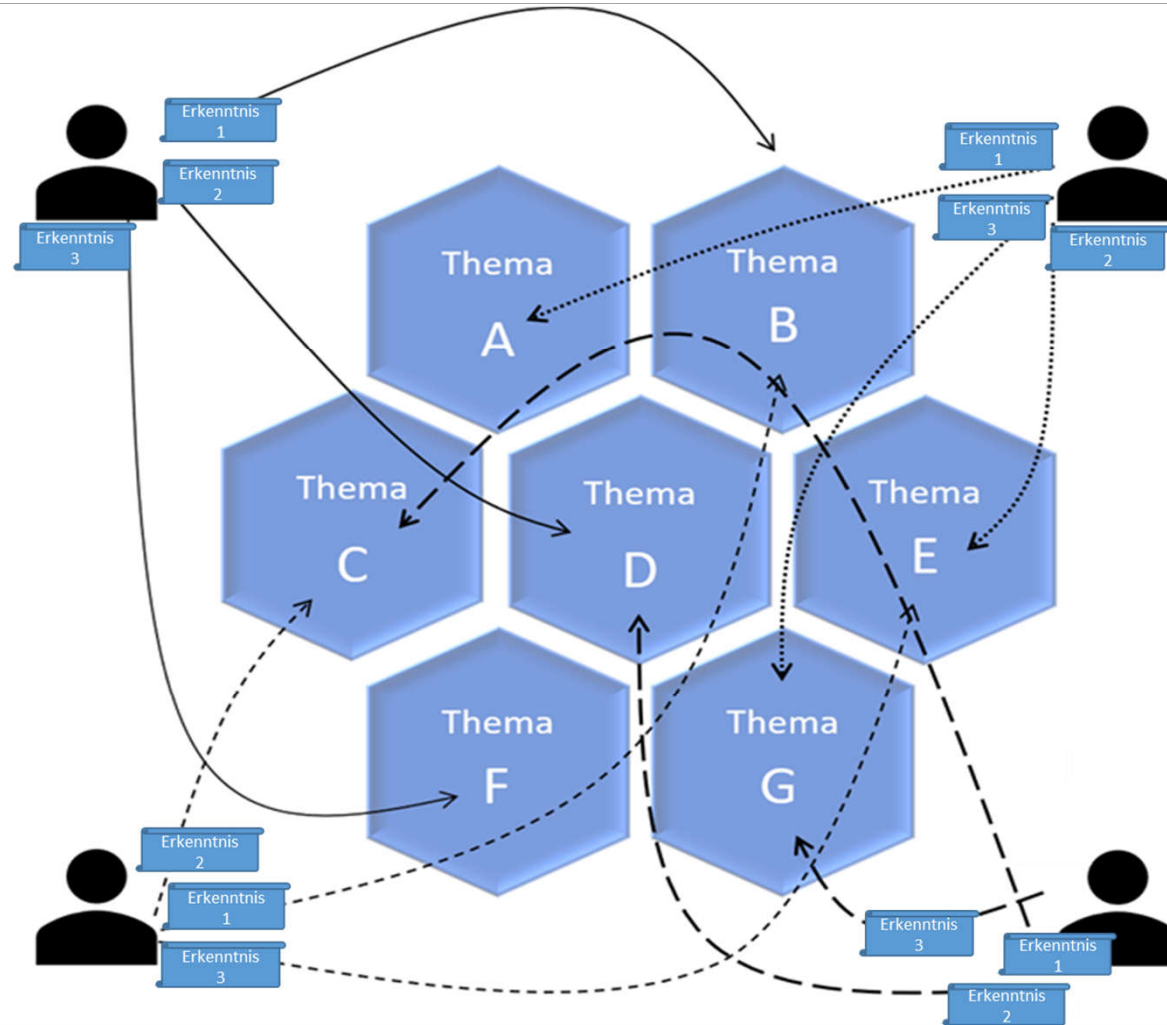 Erkenntnis
1
Erkenntnis
2
Erkenntnis
3
Erkenntnis
1
Erkenntnis
3
Erkenntnis
2
Thema
A
Thema
B
Thema
C
Thema
D
Thema
E
Thema
F
Thema
G
Erkenntnis
2
Erkenntnis
1
Erkenntnis
3
Erkenntnis
3
Erkenntnis
1
Erkenntnis
2